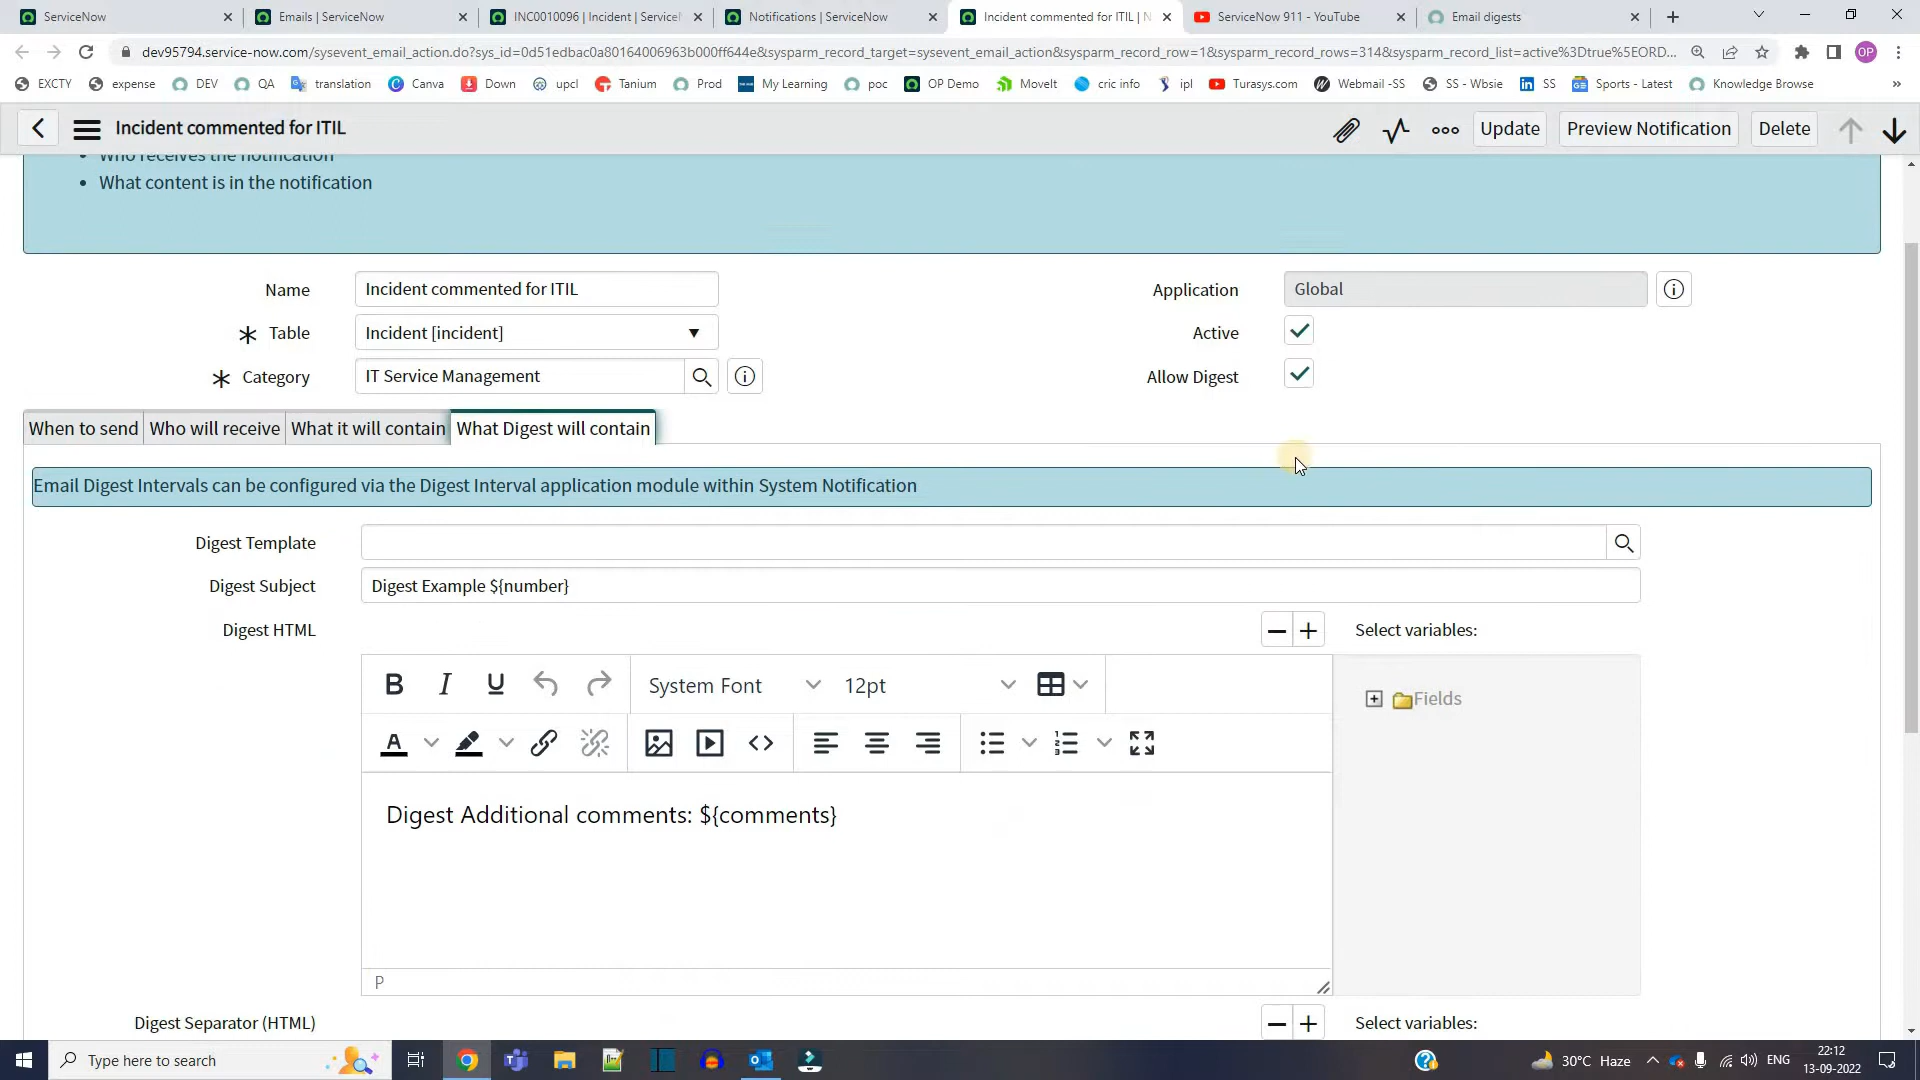 ServiceNow
Emails | ServiceNow
INC0010096 | Incident | Service
Notifications | ServiceNow
Incident commented for ITIL | N
ServiceNow 911 - YouTube
Email digests
dev95794.service-now.com/sysevent_email_action.do?sys_id=0d51edbac0a80164006963b000ff644e&sysparm_record_target=sysevent_email_action&sysparm_record_row=1&sysparm_record_rows=314&sysparm_record_list=active%3Dtrue%5EORD...
OP
EXCTY
expense
DEV
QA
translation
Canva
Down
upcl
Tanium
Prod
My Learning
poc
OP Demo
MoveIt
cric info
ipl
Turasys.com
Webmail -SS
SS - Wbsie
SS
Sports - Latest
Knowledge Browse
»
Incident commented for ITIL
Update
Preview Notification
Delete
• Who receives the notification
• What content is in the notification
Name
Incident commented for ITIL
Application
Global
Table
Incident [incident]
Active
Category
IT Service Management
Allow Digest
When to send
Who will receive
What it will contain
What Digest will contain
Email Digest Intervals can be configured via the Digest Interval application module within System Notification
Digest Template
Digest Subject
Digest Example ${number}
Digest HTML
Select variables:
B I U
System Font
12pt
Fields
A
Digest Additional comments: ${comments}
P
Digest Separator (HTML)
Select variables:
Type here to search
30°C Haze
ENG
22:12
13-09-2022